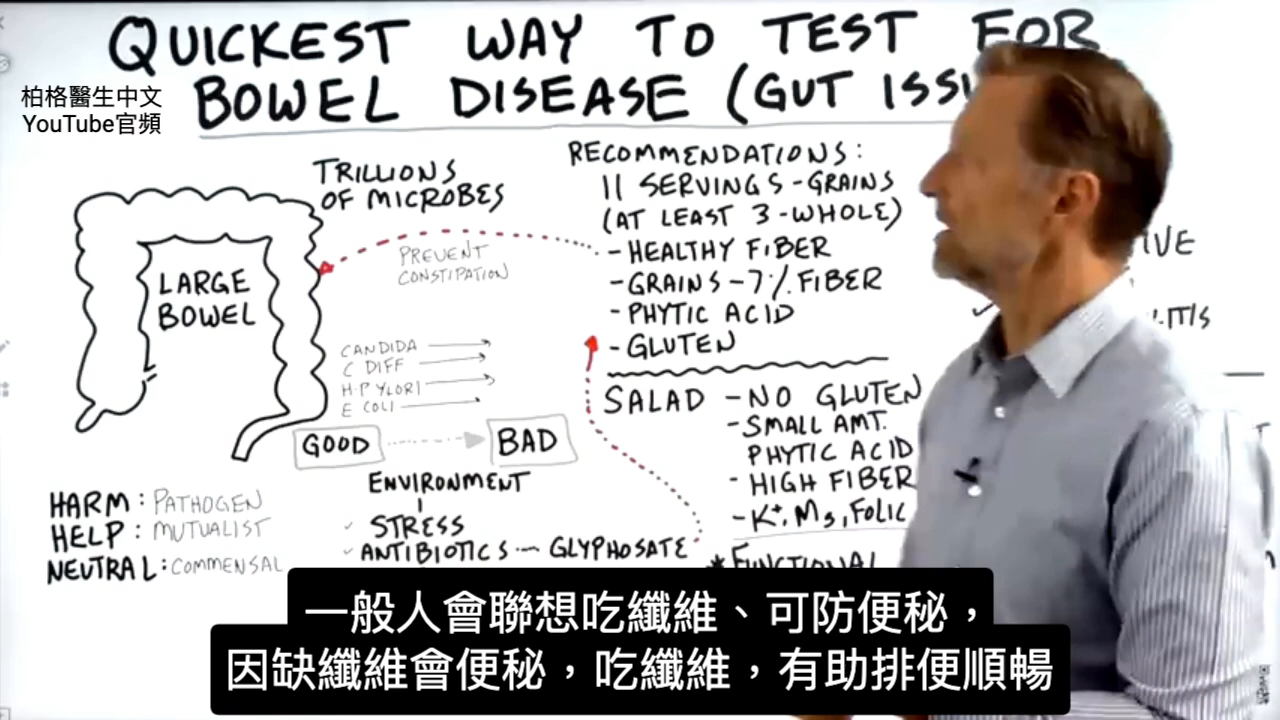 QUICKEST WAY TO TEST FOR
BOWEL DISEASE (GUT ISSU
柏格醫生中文
YouTube官頻
TRILLIONS
OF MICROBES
LARGE
BOWEL
PREVENT
CONSTIPATION
CANDIDA
C DIFF
H-PYLORI
E COLI
GOOD
BAD
ENVIRONMENT
STRESS
ANTIBIOTICS — GLYPHOSATE
HARM: PATHOGEN
HELP: MUTUALIST
NEUTRAL: COMMENSAL
RECOMMENDATIONS:
11 SERVINGS - GRAINS
(AT LEAST 3 - WHOLE)
- HEALTHY FIBER
- GRAINS - 7% FIBER
- PHYTIC ACID
- GLUTEN
SALAD - NO GLUTEN
- SMALL AMT.
PHYTIC ACID
- HIGH FIBER
- K+, Mg, FOLIC
* FUNCTIONAL
IVE
ITIS
一般人會聯想吃纖維、可防便秘，
因缺纖維會便秘，吃纖維，有助排便順暢